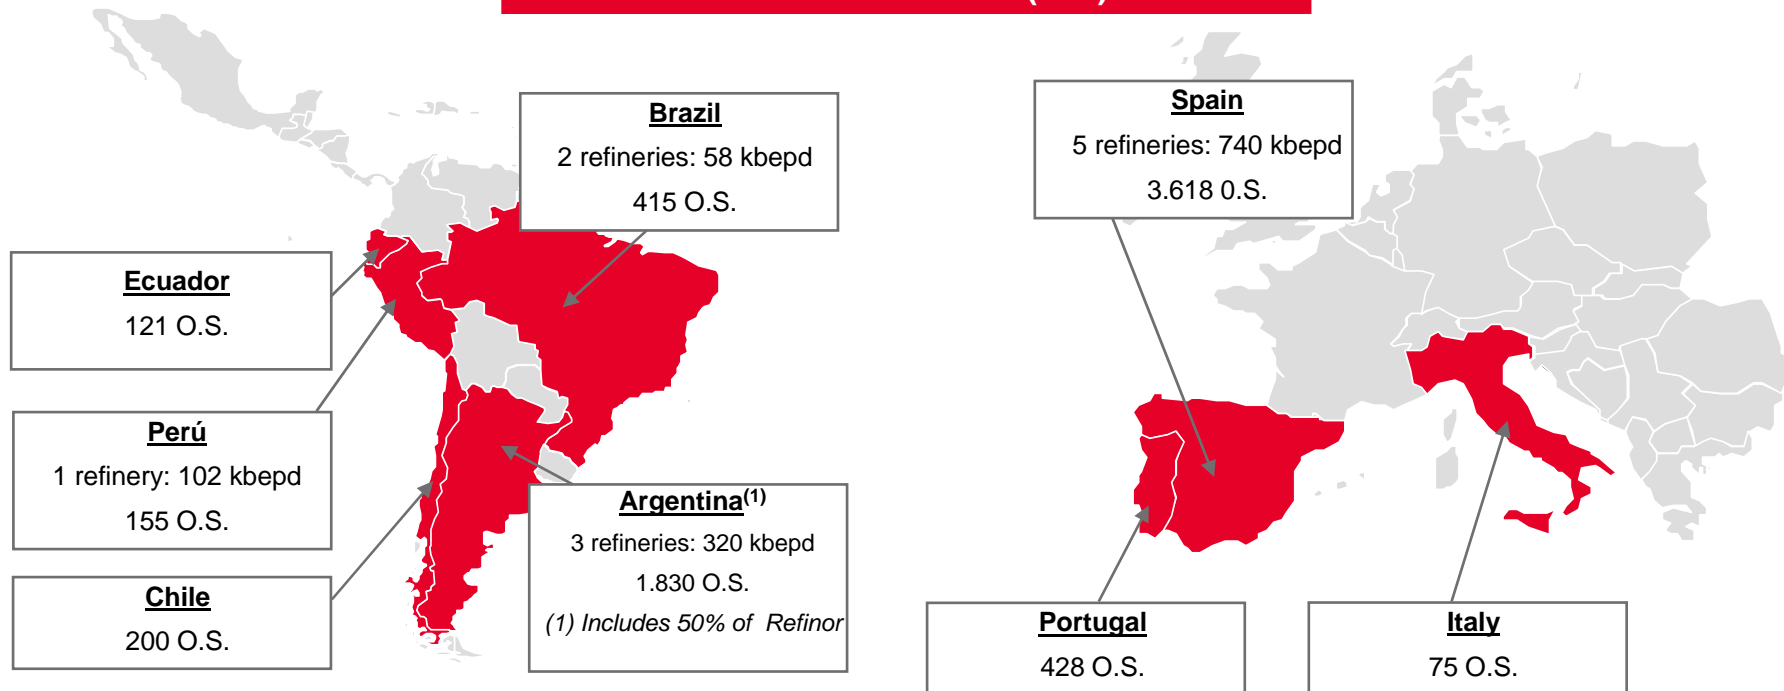 Brazil
2 refineries: 58 kbepd
415 O.S.
Spain
5 refineries: 740 kbepd
3.618 0.S.
Ecuador
121 O.S.
Perú
1 refinery: 102 kbepd
155 O.S.
Argentina(1)
3 refineries: 320 kbepd
1.830 O.S.
(1) Includes 50% of Refinor
Chile
200 O.S.
Portugal
428 O.S.
Italy
75 O.S.